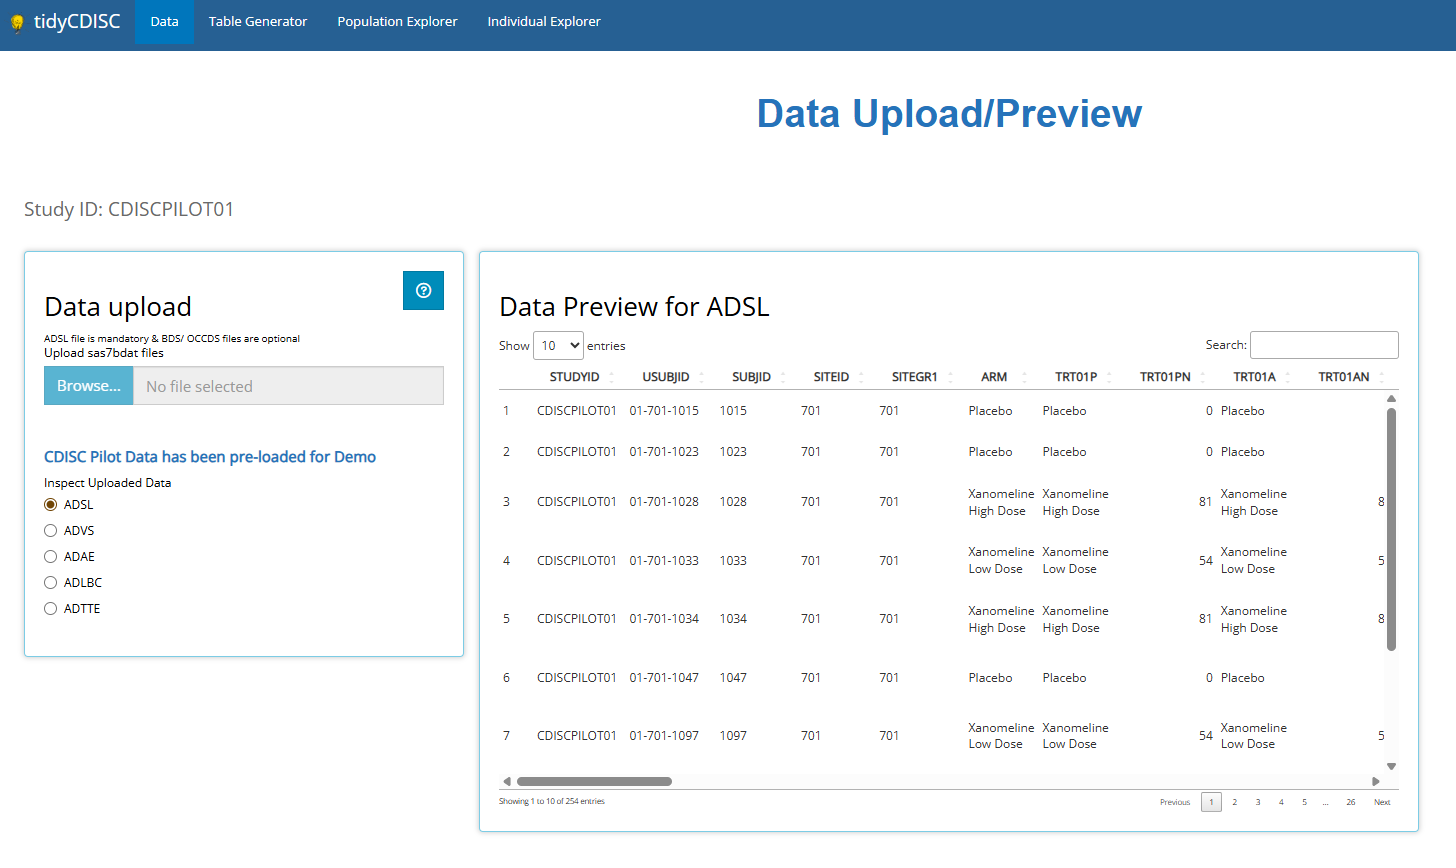 tidyCDISC Data Table Generator Population Explorer Individual Explorer
Data Upload/Preview
Study ID: CDISCPILOT01
Data upload
ADSL file is mandatory & BDS/ OCCDS files are optional
Upload sas7bdat files
Browse... No file selected
CDISC Pilot Data has been pre-loaded for Demo
Inspect Uploaded Data
ADSL
ADVS
ADAE
ADLBC
ADTTE
Data Preview for ADSL
Show 10 entries Search:
STUDYID USUBJID SUBJID SITEID SITEGR1 ARM TRT01P TRT01PN TRT01A TRT01AN
1 CDISCPILOT01 01-701-1015 1015 701 701 Placebo Placebo 0 Placebo
2 CDISCPILOT01 01-701-1023 1023 701 701 Placebo Placebo 0 Placebo
3 CDISCPILOT01 01-701-1028 1028 701 701 Xanomeline High Dose Xanomeline High Dose 81 Xanomeline High Dose 8
4 CDISCPILOT01 01-701-1033 1033 701 701 Xanomeline Low Dose Xanomeline Low Dose 54 Xanomeline Low Dose 5
5 CDISCPILOT01 01-701-1034 1034 701 701 Xanomeline High Dose Xanomeline High Dose 81 Xanomeline High Dose 8
6 CDISCPILOT01 01-701-1047 1047 701 701 Placebo Placebo 0 Placebo
7 CDISCPILOT01 01-701-1097 1097 701 701 Xanomeline Low Dose Xanomeline Low Dose 54 Xanomeline Low Dose 5
Showing 1 to 10 of 254 entries Previous 1 2 3 4 5 ... 26 Next